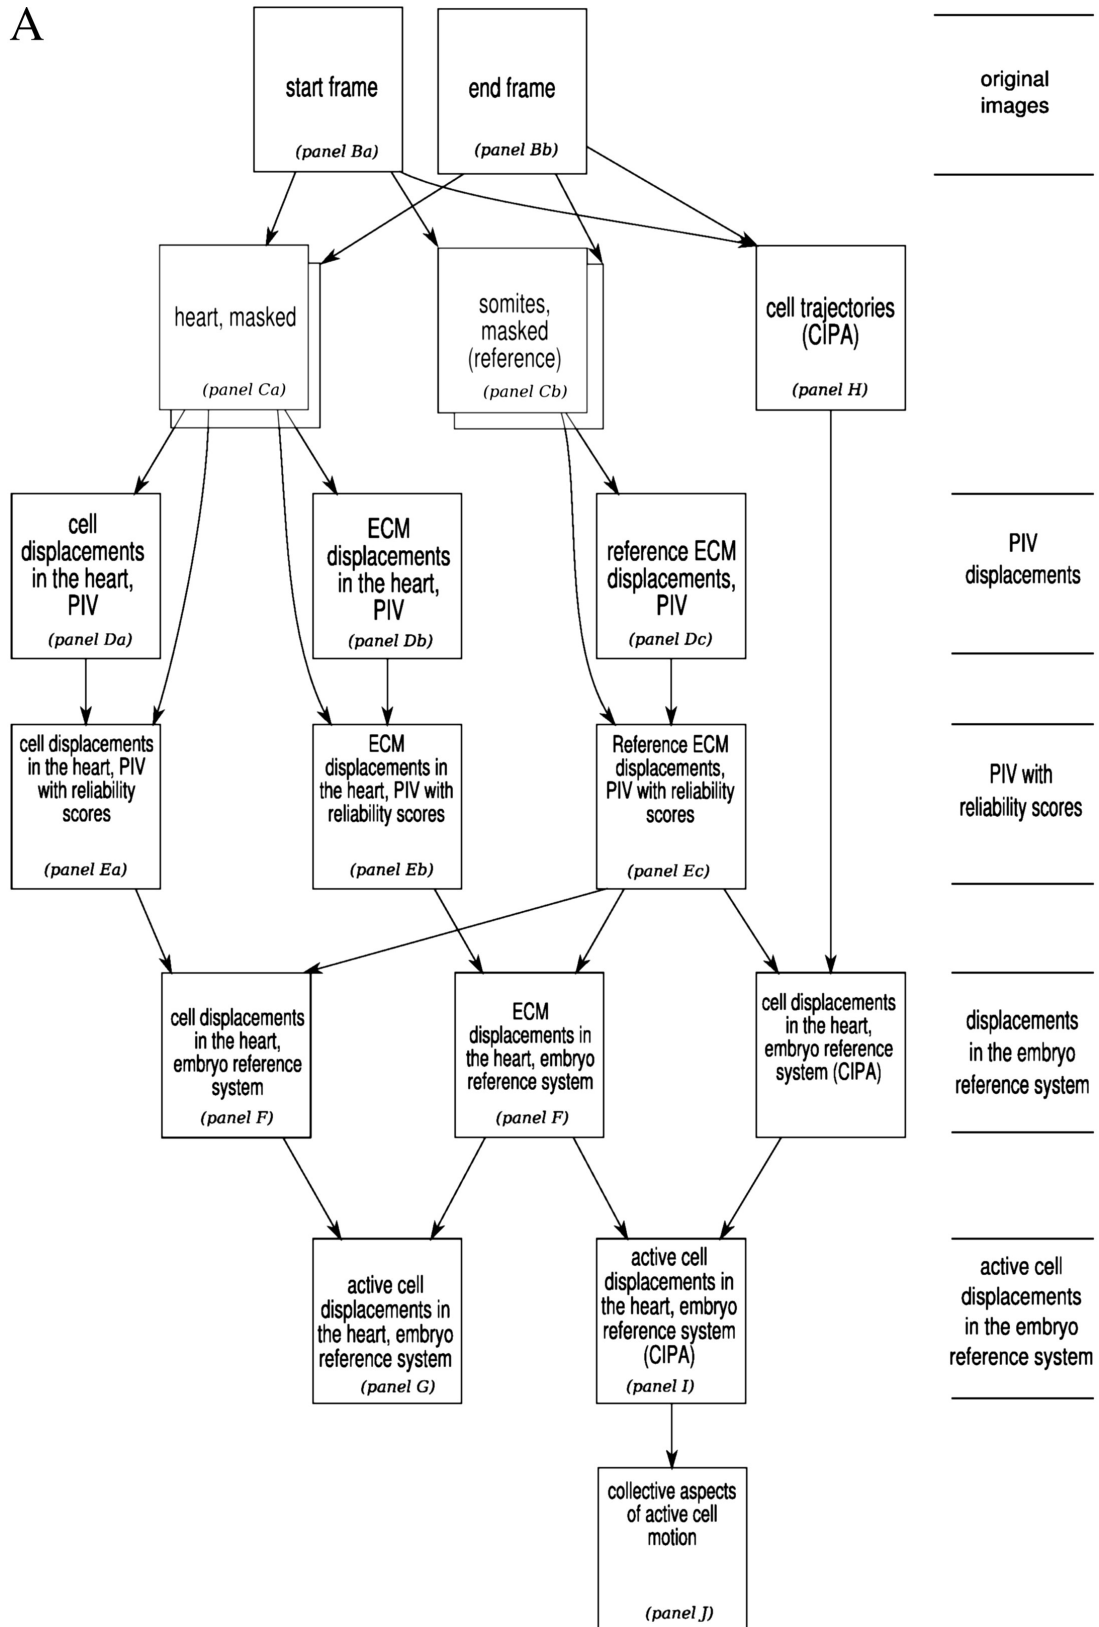 A
start frame
(panel Ba)
end frame
(panel Bb)
original
images
heart, masked
(panel Ca)
somites,
masked
(reference)
(panel Cb)
cell trajectories
(CIPA)
(panel H)
cell
displacements
in the heart,
PIV
(panel Da)
ECM
displacements
in the heart,
PIV
(panel Db)
reference ECM
displacements,
PIV
(panel Dc)
PIV
displacements
cell displacements
in the heart, PIV
with reliability
scores
(panel Ea)
ECM
displacements in
the heart, PIV with
reliability scores
(panel Eb)
Reference ECM
displacements,
PIV with reliability
scores
(panel Ec)
PIV with
reliability scores
cell displacements
in the heart,
embryo reference
system
(panel F)
ECM
displacements in
the heart, embryo
reference system
(panel F)
cell displacements
in the heart,
embryo reference
system (CIPA)
displacements
in the embryo
reference system
active cell
displacements in
the heart, embryo
reference system
(panel G)
active cell
displacements in
the heart, embryo
reference system
(CIPA)
(panel I)
active cell
displacements
in the embryo
reference system
collective aspects
of active cell
motion
(panel J)